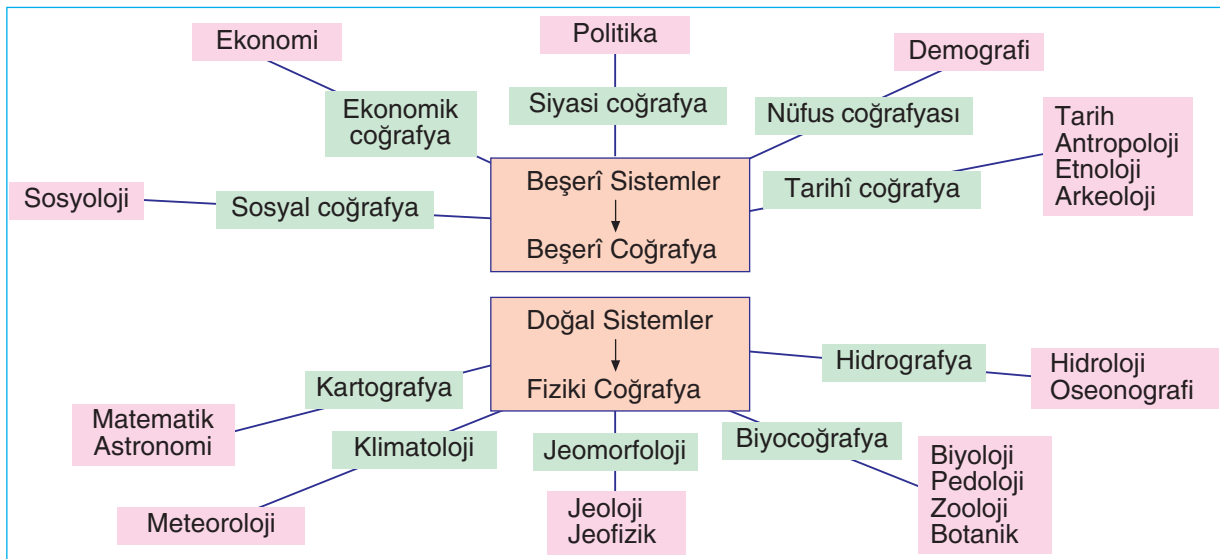 Ekonomi
Politika
Demografi
Ekonomik
coğrafya
Siyasi coğrafya
Nüfus coğrafyası
Tarih
Antropoloji
Etnoloji
Arkeoloji
Sosyoloji
Sosyal coğrafya
Beşerî Sistemler
Beşerî Coğrafya
Tarihî coğrafya
Doğal Sistemler
Fiziki Coğrafya
Hidrografya
Hidroloji
Oseonografi
Kartografya
Matematik
Astronomi
Klimatoloji
Jeomorfoloji
Biyocoğrafya
Meteoroloji
Jeoloji
Jeofizik
Biyoloji
Pedoloji
Zooloji
Botanik